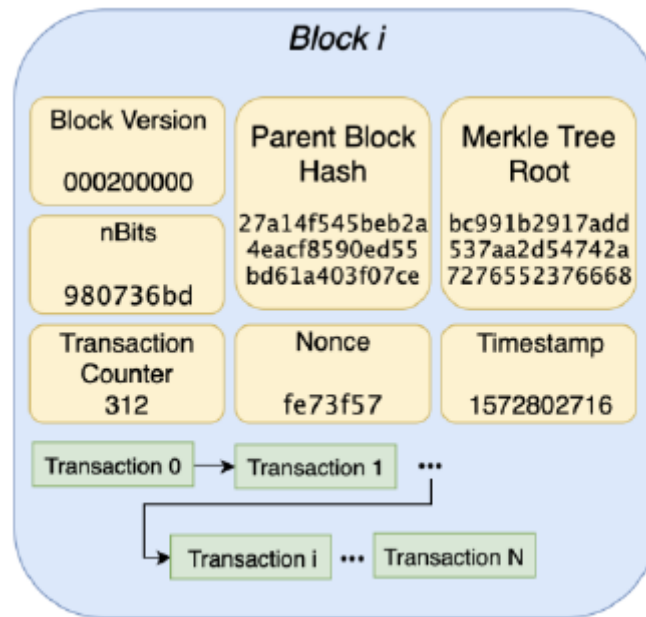 Block i
Block Version
000200000
Parent Block
Hash
27a14f545beb2a
4eacf8590ed55
bd61a403f07ce
Merkle Tree
Root
bc991b2917add
537aa2d54742a
7276552376668
nBits
980736bd
Transaction
Counter
312
Nonce
fe73f57
Timestamp
1572802716
Transaction 0
Transaction 1
...
Transaction i
...
Transaction N